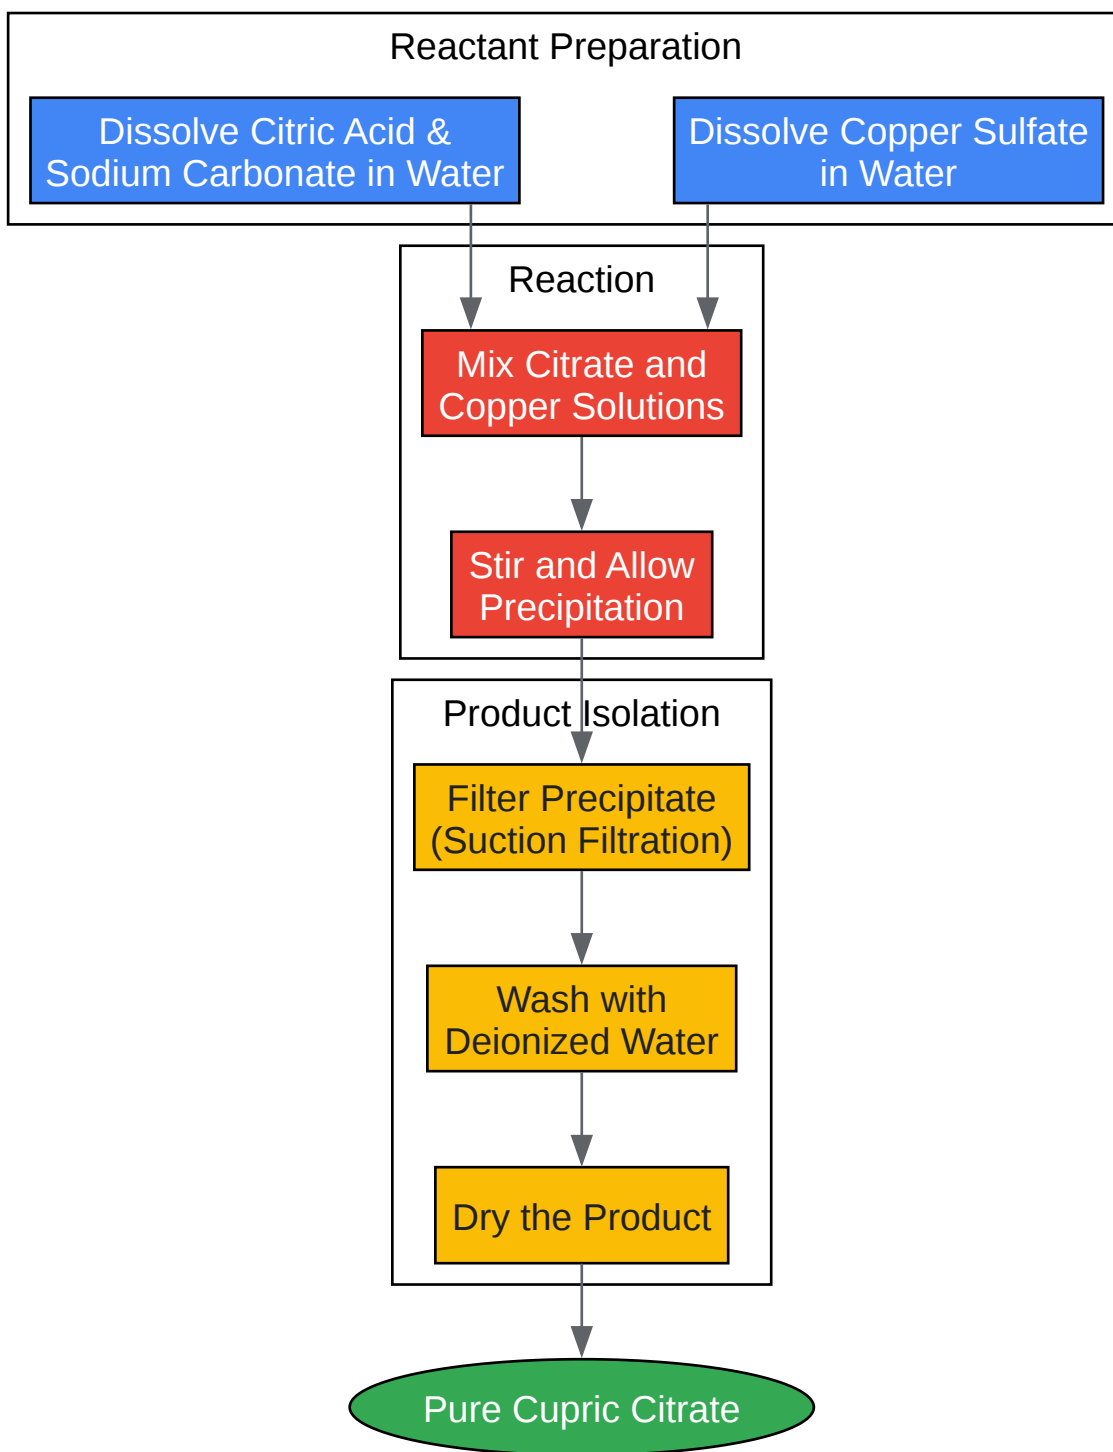 Reactant Preparation
Dissolve Citric Acid &
Sodium Carbonate in Water
Dissolve Copper Sulfate
in Water
Reaction
Mix Citrate and
Copper Solutions
Stir and Allow
Precipitation
Product Isolation
Filter Precipitate
(Suction Filtration)
Wash with
Deionized Water
Dry the Product
Pure Cupric Citrate